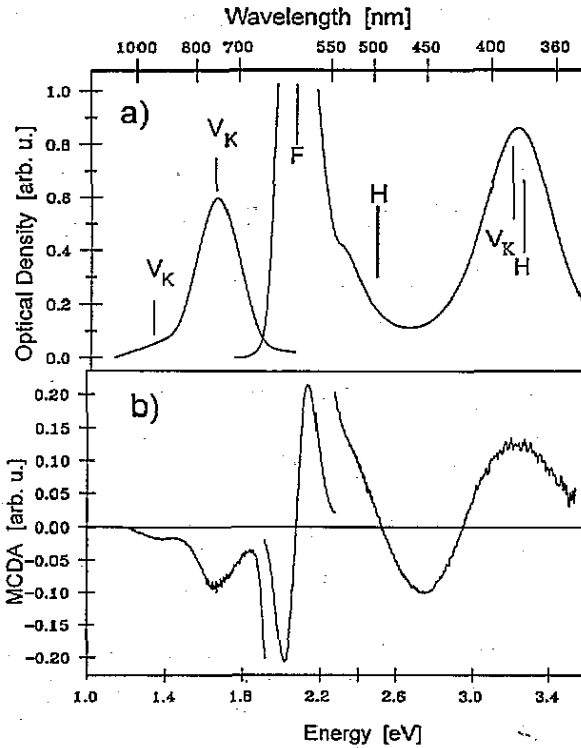 Wavelength [nm]
1000 800 700 550 500 450 400 360
a)
Optical Density [arb. u.]
1.0
0.8
0.6
0.4
0.2
0.0
V_K
V_K
F
H
V_K
H
b)
MCDA [arb. u.]
0.20
0.15
0.10
0.05
0.00
-0.05
-0.10
-0.15
-0.20
1.0 1.4 1.8 2.2 2.6 3.0 3.4
Energy [eV]